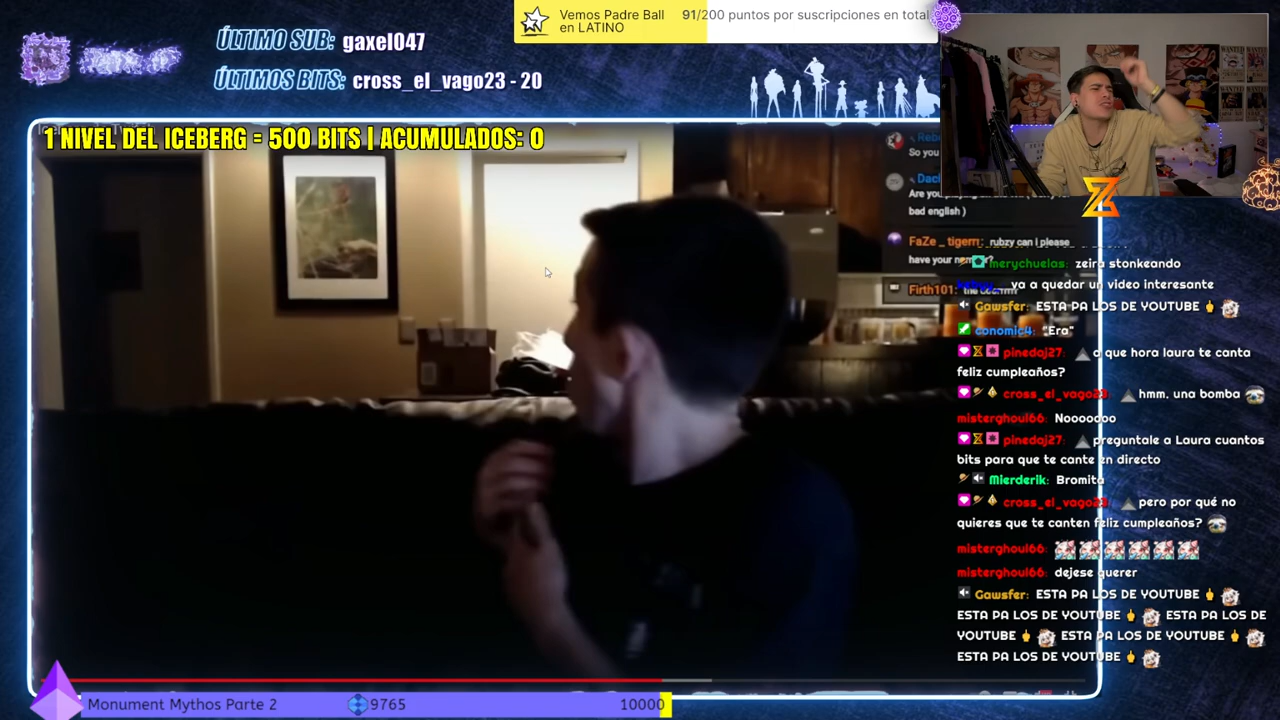 Vemos Padre Ball
en LATINO
91/200 puntos por suscripciones en total
ÚLTIMO SUB: gaxel047
ÚLTIMOS BITS: cross_el_vago23 - 20
1 NIVEL DEL ICEBERG = 500 BITS | ACUMULADOS: 0
So you
Are you
bad english )
FaZe _ tigerr: rubzy can I please
have your
Firth101:
WANTED
merychuelas: zeira stonkeando
va a quedar un video interesante
Gawsfer: ESTA PA LOS DE YOUTUBE
conomic4: "Era"
pinedaj27: a que hora laura te canta
feliz cumpleaños?
cross_el_vago23 hmm. una bomba
misterghoul66: Nooooooo
pinedaj27: preguntale a Laura cuantos
bits para que te cante en directo
Mierderik: Bromita
cross_el_vago23 pero por qué no
quieres que te canten feliz cumpleaños?
misterghoul66:
misterghoul66: dejese querer
Gawsfer: ESTA PA LOS DE YOUTUBE
ESTA PA LOS DE YOUTUBE ESTA PA LOS DE
YOUTUBE ESTA PA LOS DE YOUTUBE
ESTA PA LOS DE YOUTUBE
Monument Mythos Parte 2 9765 10000